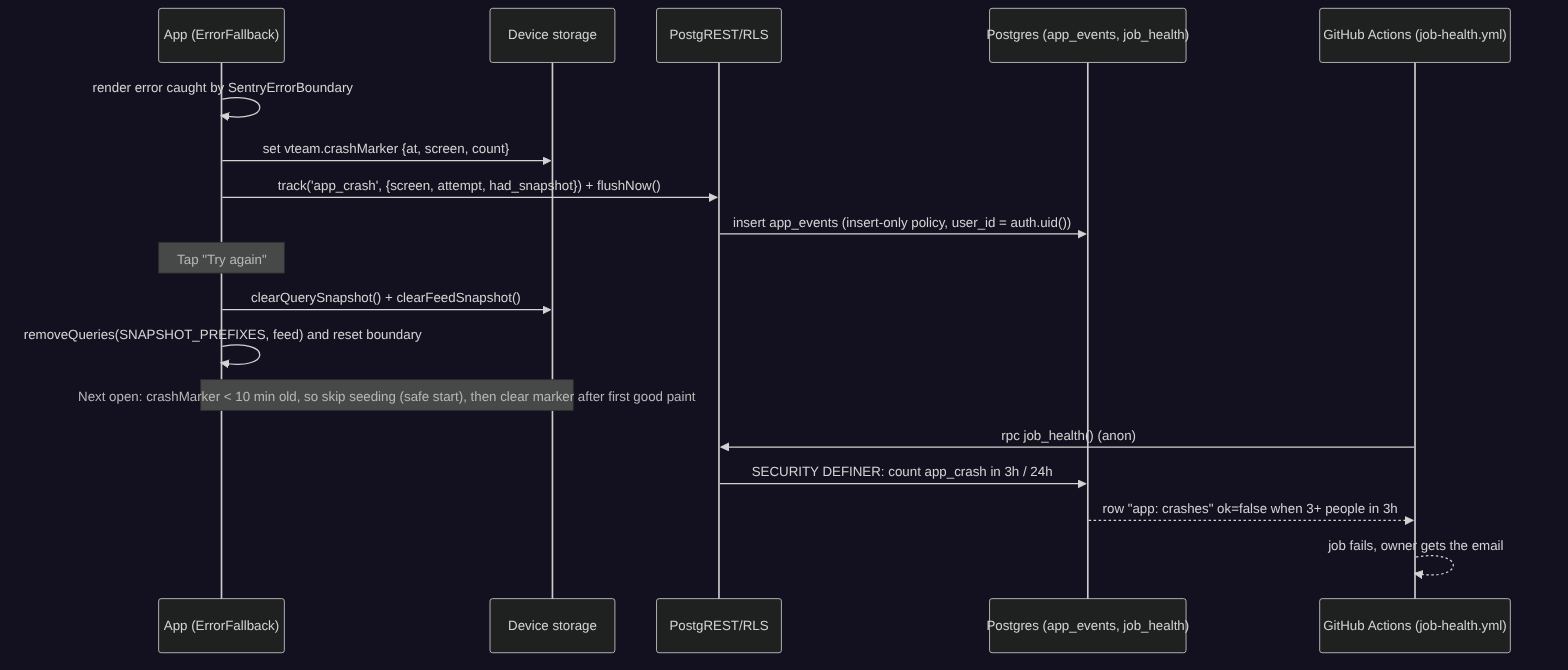 App (ErrorFallback)
Device storage
PostgREST/RLS
Postgres (app_events, job_health)
GitHub Actions (job-health.yml)
render error caught by SentryErrorBoundary
set vteam.crashMarker {at, screen, count}
track('app_crash', {screen, attempt, had_snapshot}) + flushNow()
insert app_events (insert-only policy, user_id = auth.uid())
Tap "Try again"
clearQuerySnapshot() + clearFeedSnapshot()
removeQueries(SNAPSHOT_PREFIXES, feed) and reset boundary
Next open: crashMarker < 10 min old, so skip seeding (safe start), then clear marker after first good paint
rpc job_health() (anon)
SECURITY DEFINER: count app_crash in 3h / 24h
row "app: crashes" ok=false when 3+ people in 3h
job fails, owner gets the email
App (ErrorFallback)
Device storage
PostgREST/RLS
Postgres (app_events, job_health)
GitHub Actions (job-health.yml)